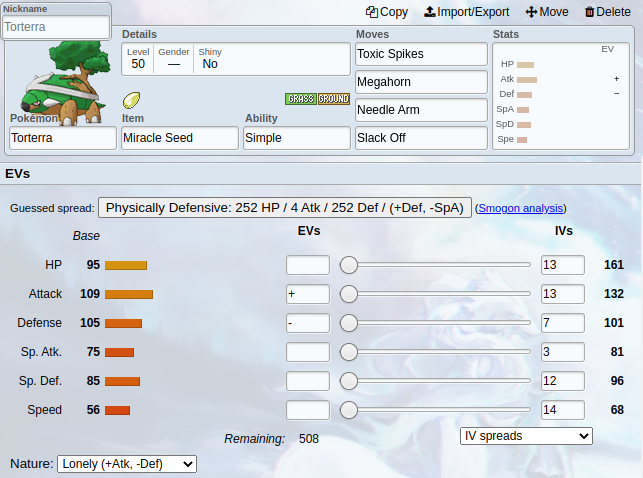 Nickname
Torterra
Copy Import/Export Move Delete
Details Moves Stats
Level Gender Shiny
50 — No
Toxic Spikes
Megahorn
Needle Arm
Slack Off
EV
HP
Atk +
Def −
SpA
SpD
Spe
GRASS GROUND
Pokémon Item Ability
Torterra Miracle Seed Simple
EVs
Guessed spread: Physically Defensive: 252 HP / 4 Atk / 252 Def / (+Def, -SpA) (Smogon analysis)
Base EVs IVs
HP 95 13 161
Attack 109 + 13 132
Defense 105 - 7 101
Sp. Atk. 75 3 81
Sp. Def. 85 12 96
Speed 56 14 68
Remaining: 508 IV spreads
Nature: Lonely (+Atk, -Def)